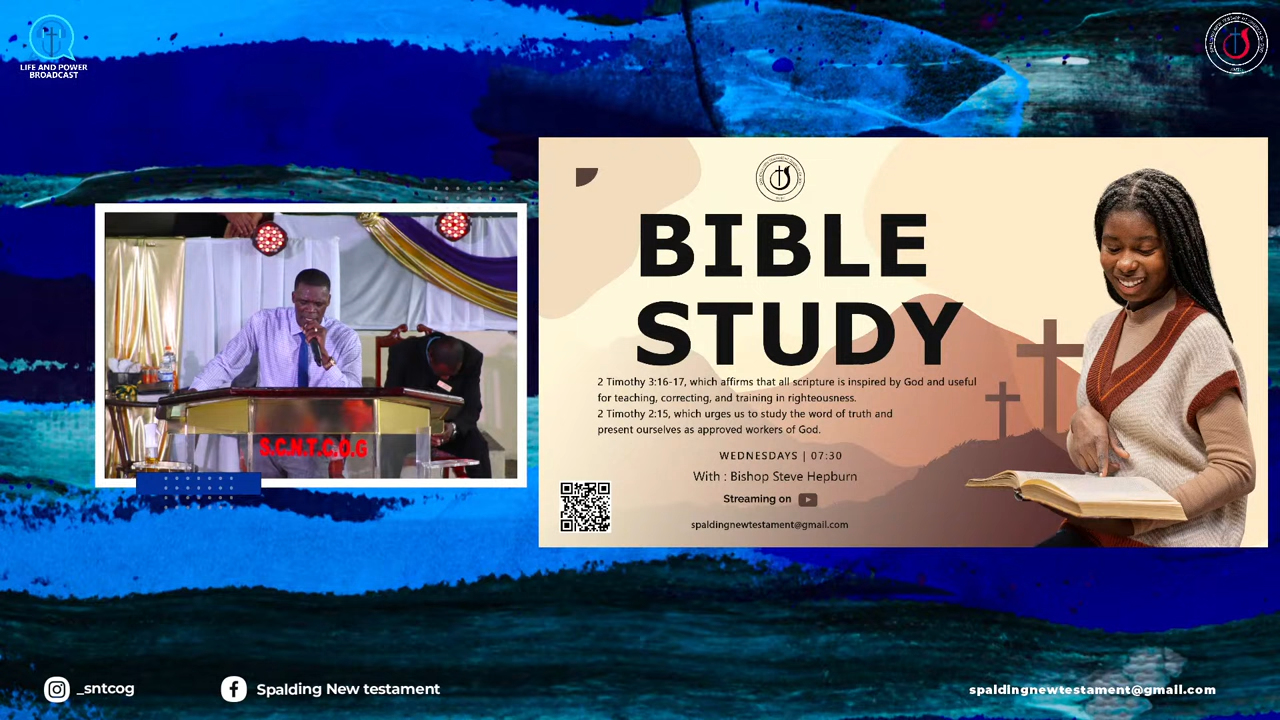 LIFE AND POWER
BROADCAST
S.C.N.T.C.O.G
BIBLE
STUDY
2 Timothy 3:16-17, which affirms that all scripture is inspired by God and useful
for teaching, correcting, and training in righteousness.
2 Timothy 2:15, which urges us to study the word of truth and
present ourselves as approved workers of God.
WEDNESDAYS | 07:30
With : Bishop Steve Hepburn
Streaming on
spaldingnewtestament@gmail.com
_sntcog
Spalding New testament
spaldingnewtestament@gmail.com